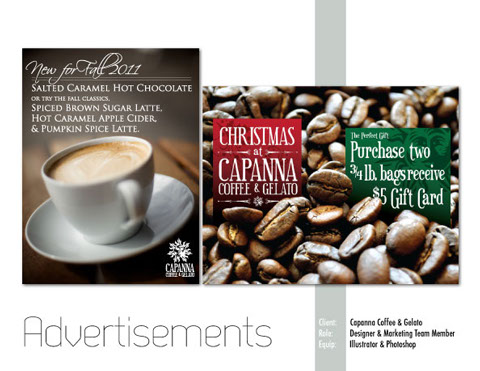 New for Fall 2011
Salted Caramel Hot Chocolate
or try the fall classics,
Spiced Brown Sugar Latte,
Hot Caramel Apple Cider,
& Pumpkin Spice Latte.
CAPANNA
COFFEE & GELATO
CHRISTMAS
at
CAPANNA
COFFEE & GELATO
The Perfect Gift
Purchase two
3/4 lb. bags receive
$5 Gift Card
Advertisements
Client: Capanna Coffee & Gelato
Role: Designer & Marketing Team Member
Equip: Illustrator & Photoshop